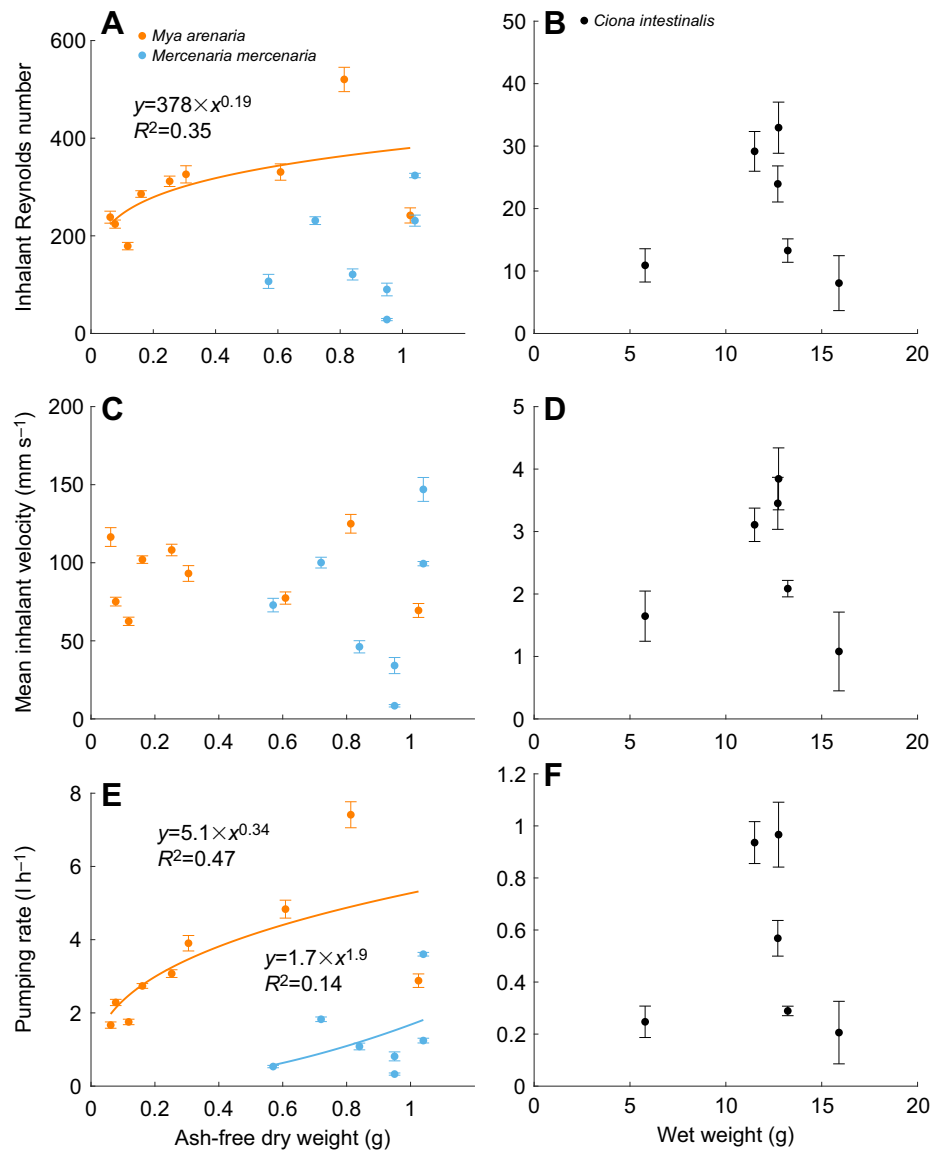 A
Mya arenaria
Mercenaria mercenaria
y=378×x^0.19
R^2=0.35
Inhalant Reynolds number
600
400
200
0
0 0.2 0.4 0.6 0.8 1
B
Ciona intestinalis
50
40
30
20
10
0
0 5 10 15 20
C
Mean inhalant velocity (mm s^−1)
200
150
100
50
0
0 0.2 0.4 0.6 0.8 1
D
5
4
3
2
1
0
0 5 10 15 20
E
y=5.1×x^0.34
R^2=0.47
y=1.7×x^1.9
R^2=0.14
Pumping rate (l h^−1)
8
6
4
2
0
0 0.2 0.4 0.6 0.8 1
Ash-free dry weight (g)
F
1.2
1
0.8
0.6
0.4
0.2
0
0 5 10 15 20
Wet weight (g)